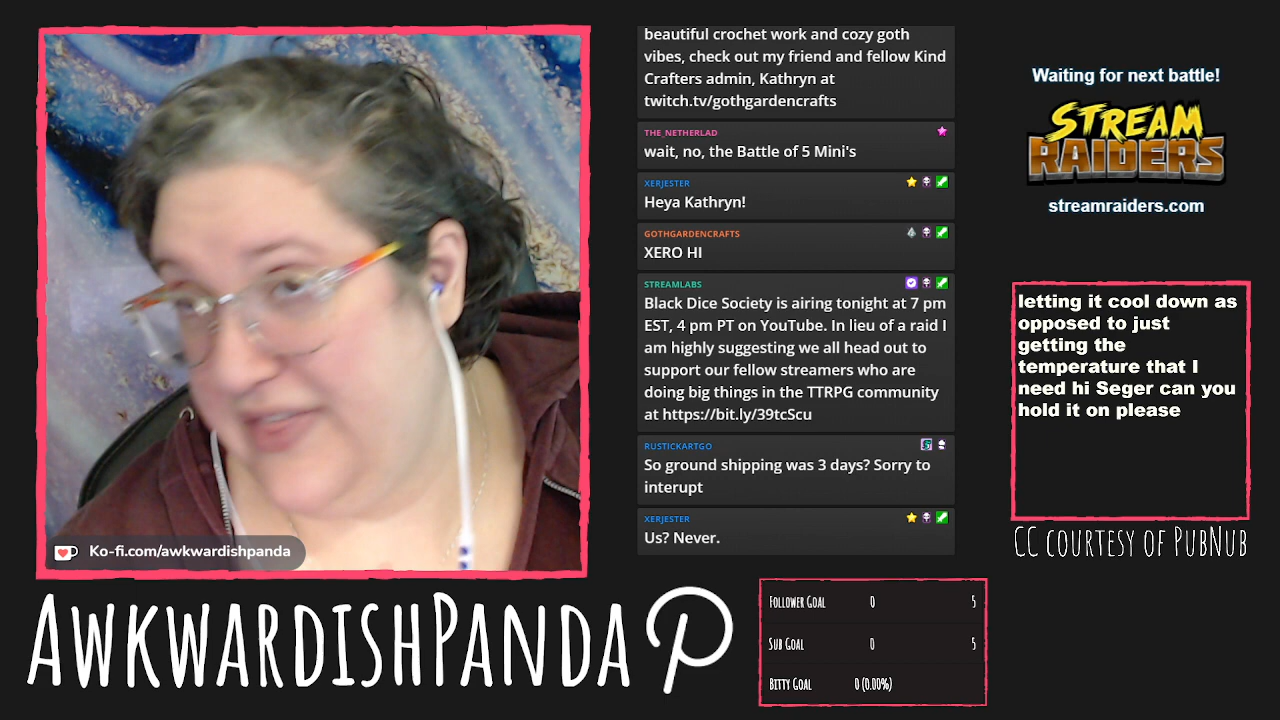 beautiful crochet work and cozy goth
vibes, check out my friend and fellow Kind
Crafters admin, Kathryn at
twitch.tv/gothgardencrafts
THE_NETHERLAD
wait, no, the Battle of 5 Mini's
XERJESTER
Heya Kathryn!
GOTHGARDENCRAFTS
XERO HI
STREAMLABS
Black Dice Society is airing tonight at 7 pm
EST, 4 pm PT on YouTube. In lieu of a raid I
am highly suggesting we all head out to
support our fellow streamers who are
doing big things in the TTRPG community
at https://bit.ly/39tcScu
RUSTICKARTGO
So ground shipping was 3 days? Sorry to
interupt
XERJESTER
Us? Never.
Waiting for next battle!
STREAM
RAIDERS
streamraiders.com
letting it cool down as
opposed to just
getting the
temperature that I
need hi Seger can you
hold it on please
CC COURTESY OF PUBNUB
Ko-fi.com/awkwardishpanda
AWKWARDISHPANDA
FOLLOWER GOAL 0 5
SUB GOAL 0 5
BITTY GOAL 0 (0.00%)